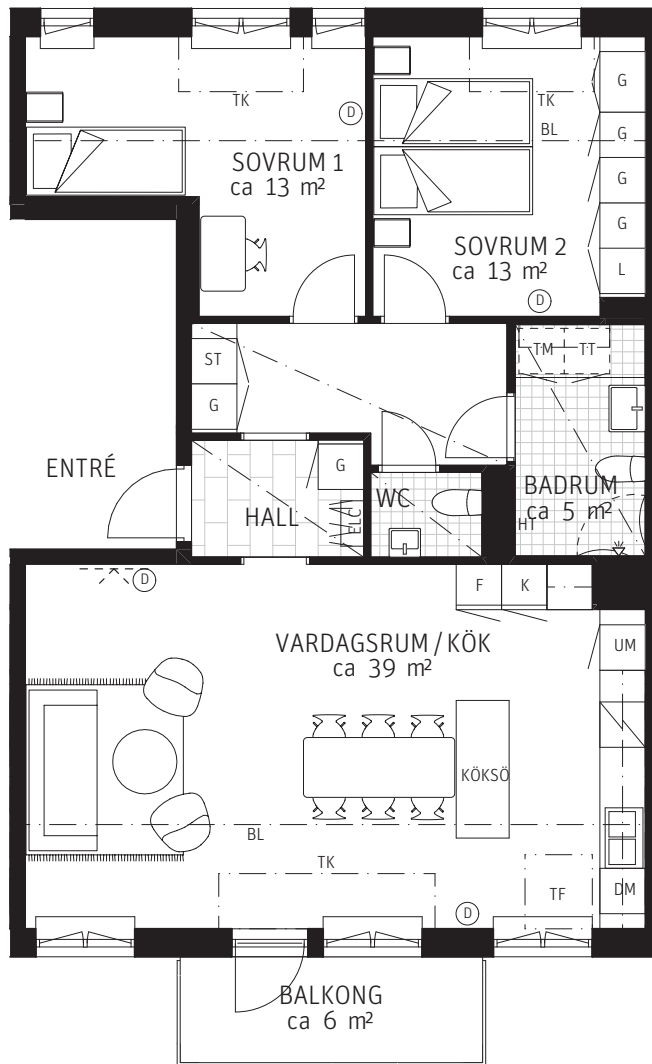 TK
D
TK
BL
G
G
G
G
L
SOVRUM 1
ca 13 m²
SOVRUM 2
ca 13 m²
D
ST
G
TM
TT
ENTRÉ
HALL
G
ELC
WC
BADRUM
ca 5 m²
HT
D
F
K
VARDAGSRUM / KÖK
ca 39 m²
UM
KÖKSÖ
BL
TK
D
TF
DM
BALKONG
ca 6 m²